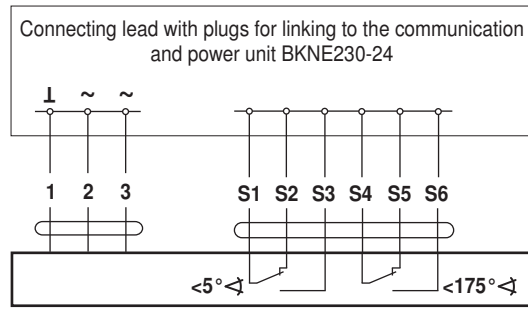 Connecting lead with plugs for linking to the communication
and power unit BKNE230-24
⊥ ~ ~
1 2 3 S1 S2 S3 S4 S5 S6
<5°∢ <175°∢